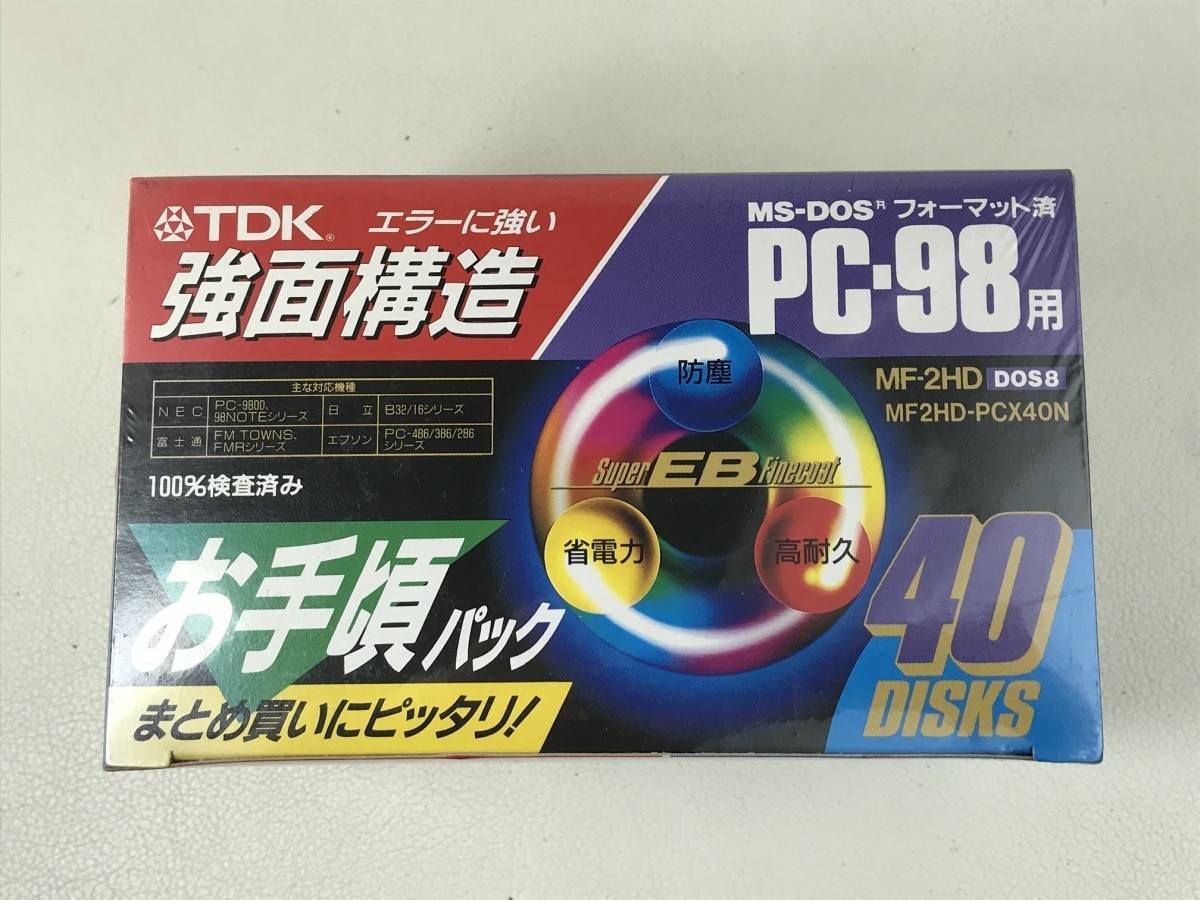 TDK®
エラーに強い
強面構造
MS-DOS® フォーマット済
PC・98用
MF-2HD DOS8
MF2HD-PCX40N
主な対応機種
NEC PC-9800、98NOTEシリーズ 日立 B32/16シリーズ
富士通 FM TOWNS、FMRシリーズ エプソン PC-486/386/286シリーズ
100%検査済み
防塵
Super EB Finecoat
省電力
高耐久
お手頃パック
まとめ買いにピッタリ!
40
DISKS